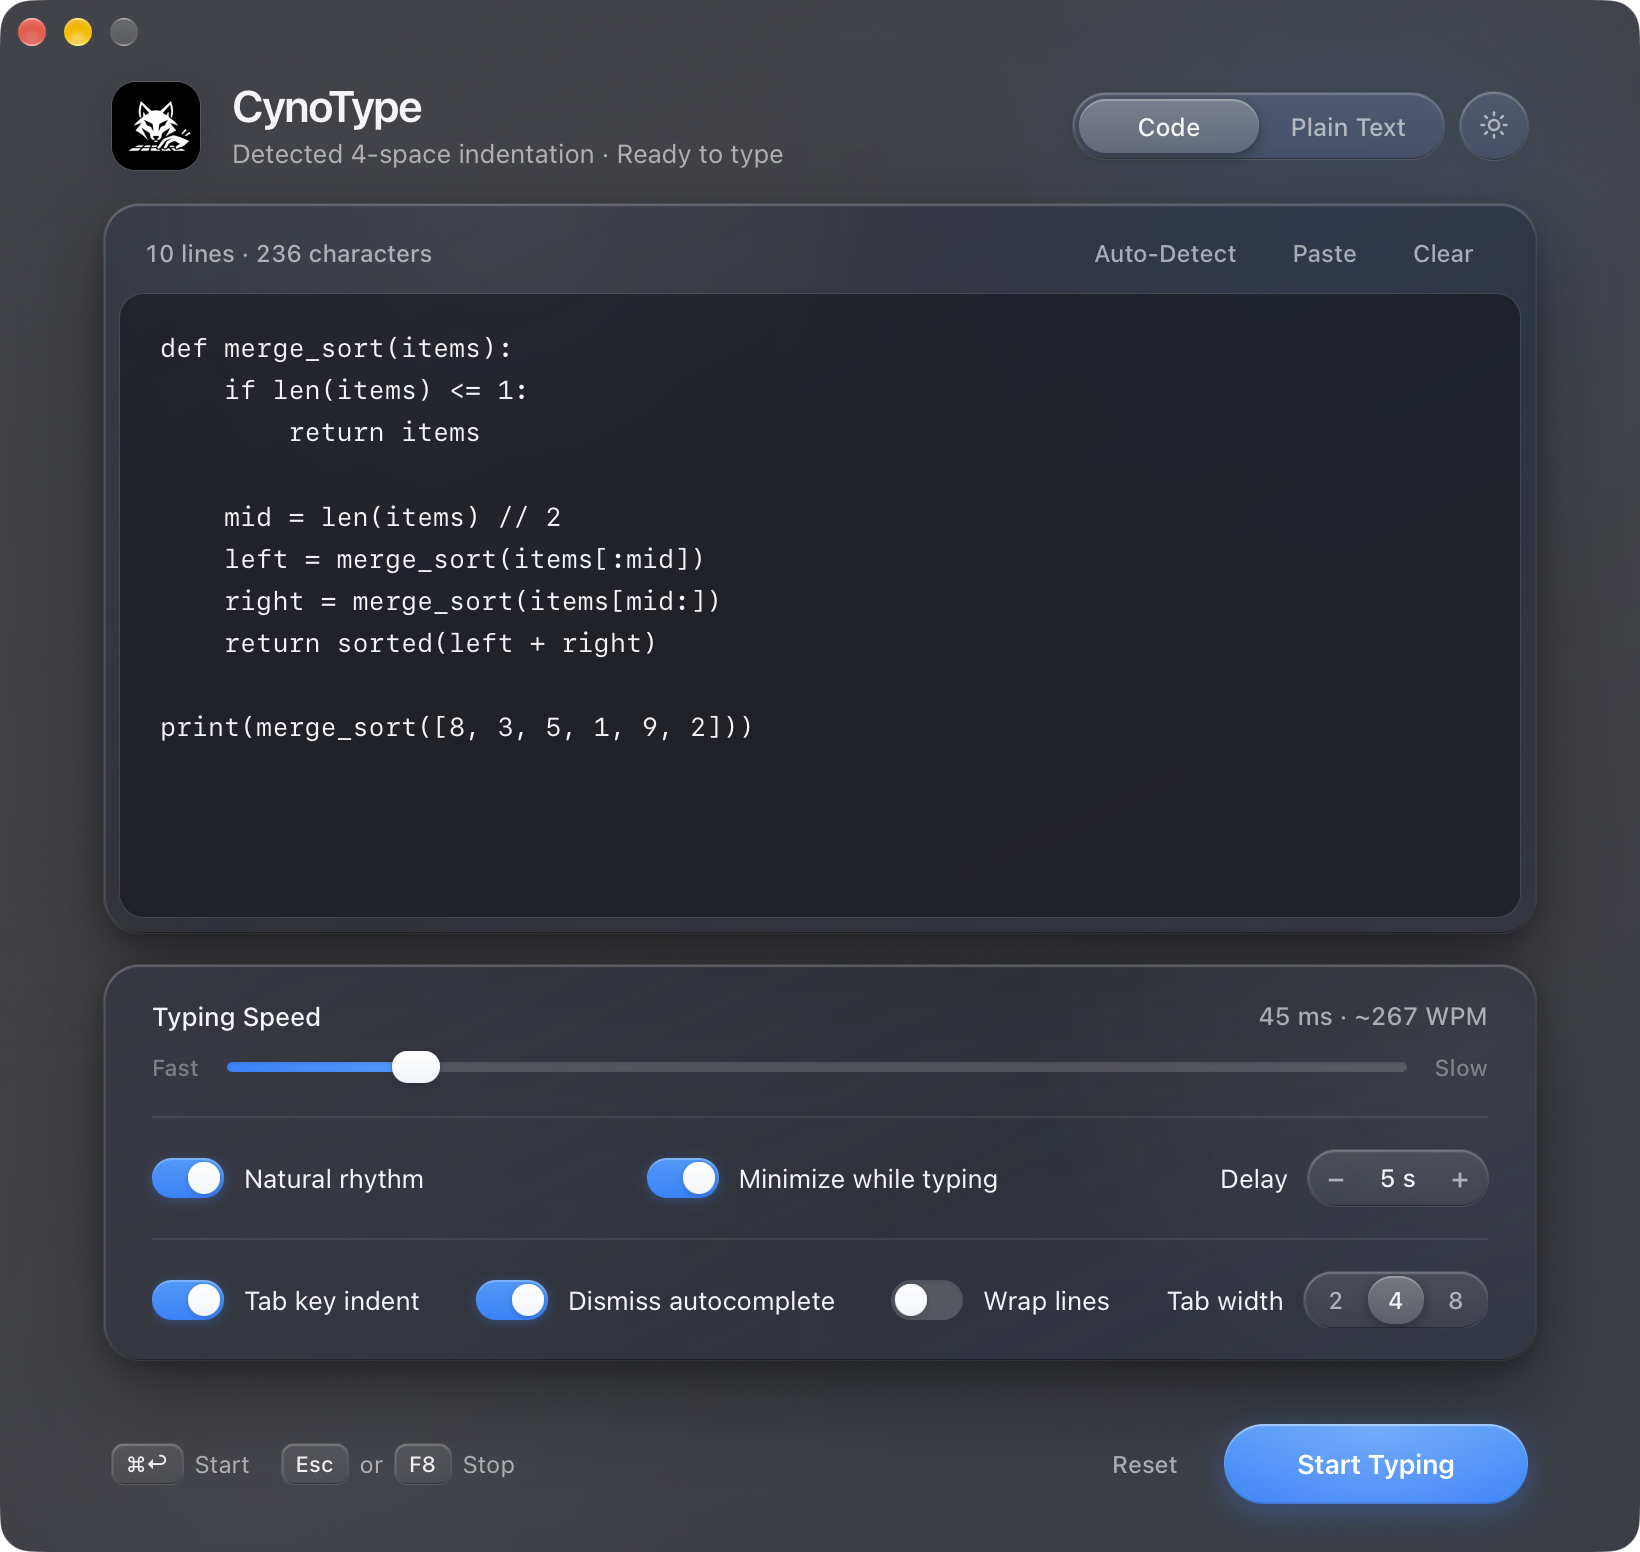 CynoType
Detected 4-space indentation · Ready to type
Code
Plain Text
10 lines · 236 characters
Auto-Detect
Paste
Clear
def merge_sort(items):
    if len(items) <= 1:
        return items
    mid = len(items) // 2
    left = merge_sort(items[:mid])
    right = merge_sort(items[mid:])
    return sorted(left + right)
print(merge_sort([8, 3, 5, 1, 9, 2]))
Typing Speed
45 ms · ~267 WPM
Fast
Slow
Natural rhythm
Minimize while typing
Delay
− 5 s +
Tab key indent
Dismiss autocomplete
Wrap lines
Tab width
2 4 8
⌘↩ Start
Esc or F8 Stop
Reset
Start Typing